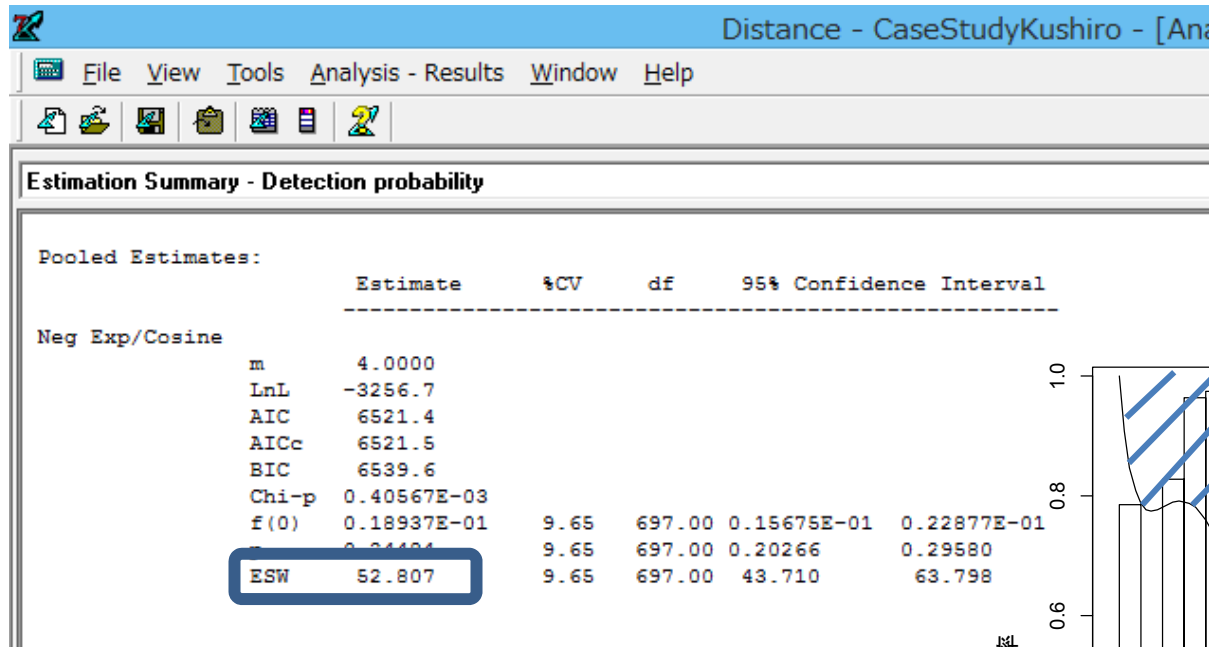 Distance - CaseStudyKushiro - [Ana
File View Tools Analysis - Results Window Help
Estimation Summary - Detection probability
Pooled Estimates:
Estimate %CV df 95% Confidence Interval
------------------------------------------------------
Neg Exp/Cosine
m 4.0000
LnL -3256.7
AIC 6521.4
AICc 6521.5
BIC 6539.6
Chi-p 0.40567E-03
f(0) 0.18937E-01 9.65 697.00 0.15675E-01 0.22877E-01
9.65 697.00 0.20266 0.29580
ESW 52.807 9.65 697.00 43.710 63.798
1.0
0.8
0.6